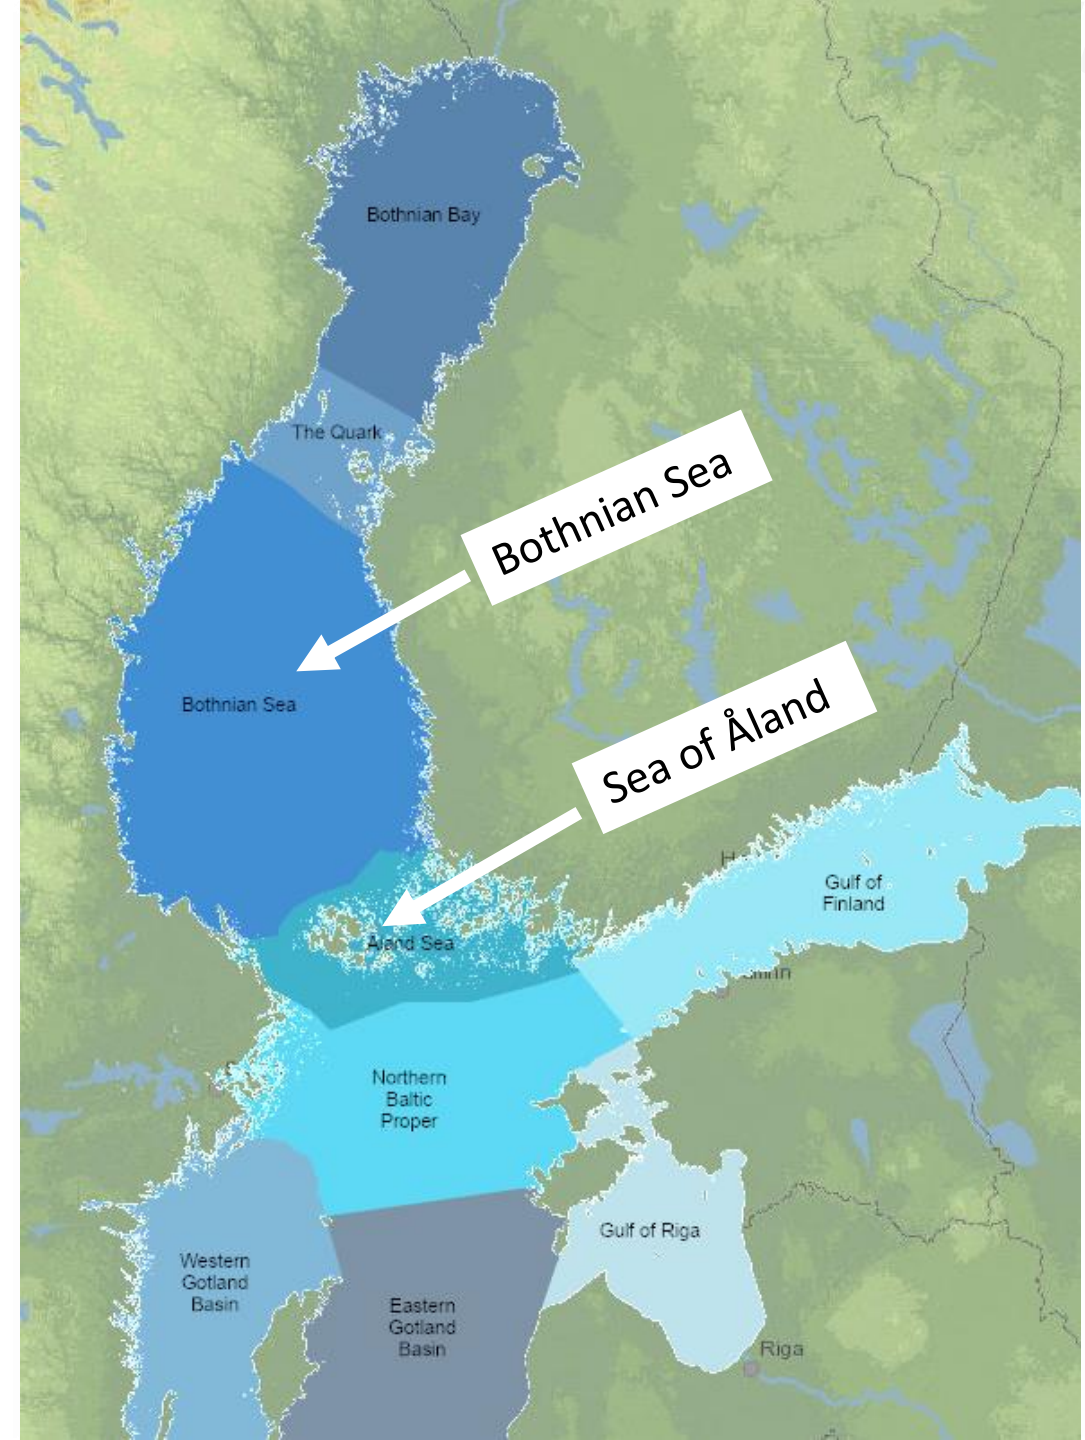 Bothnian Bay
The Quark
Bothnian Sea
Bothnian Sea
Sea of Åland
Gulf of
Finland
Åland Sea
Northern
Baltic
Proper
Gulf of Riga
Western
Gotland
Basin
Eastern
Gotland
Basin
Riga